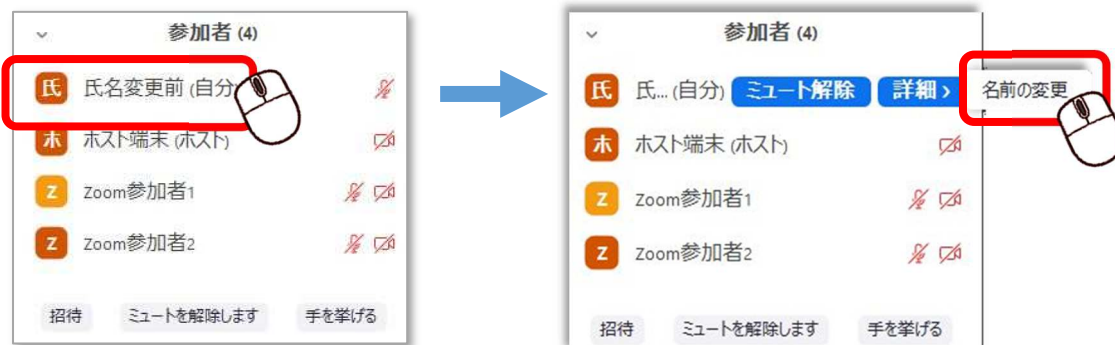 参加者 (4)
氏 氏名変更前 (自分)
ホ ホスト端末 (ホスト)
Z Zoom参加者1
Z Zoom参加者2
招待 ミュートを解除します 手を挙げる
参加者 (4)
氏 氏... (自分) ミュート解除 詳細 › 名前の変更
ホ ホスト端末 (ホスト)
Z Zoom参加者1
Z Zoom参加者2
招待 ミュートを解除します 手を挙げる